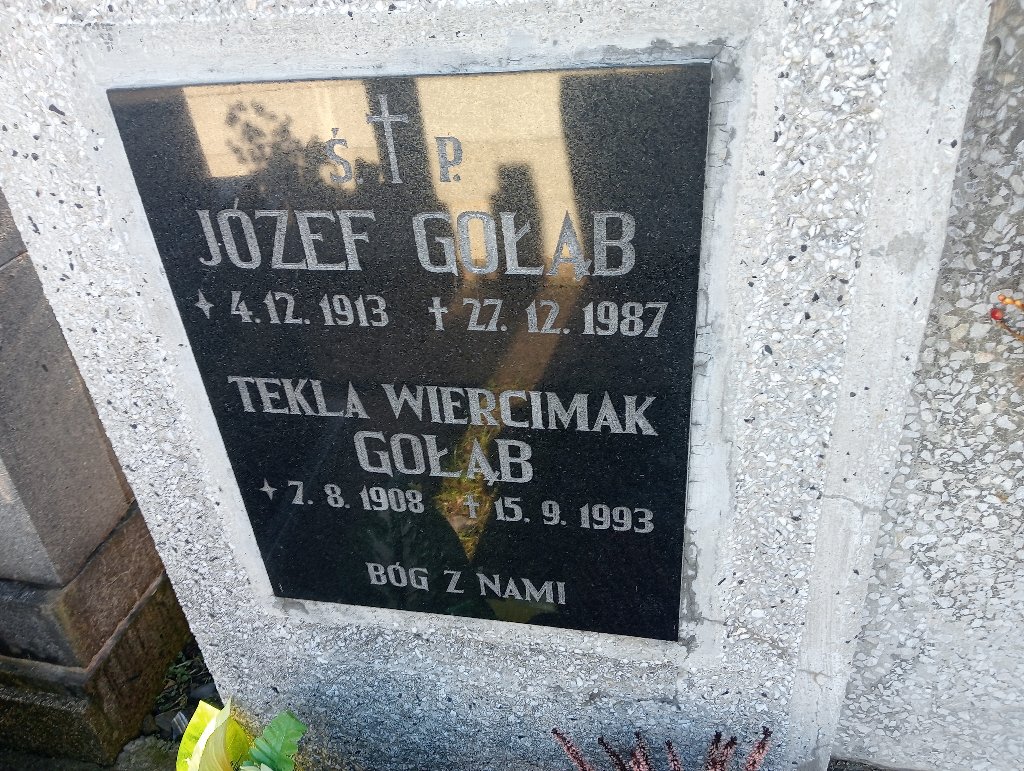 Ś. † P.
JÓZEF GOŁĄB
✦ 4.12.1913 † 27.12.1987
TEKLA WIERCIMAK
GOŁĄB
✦ 7.8.1908 † 15.9.1993
BÓG Z NAMI